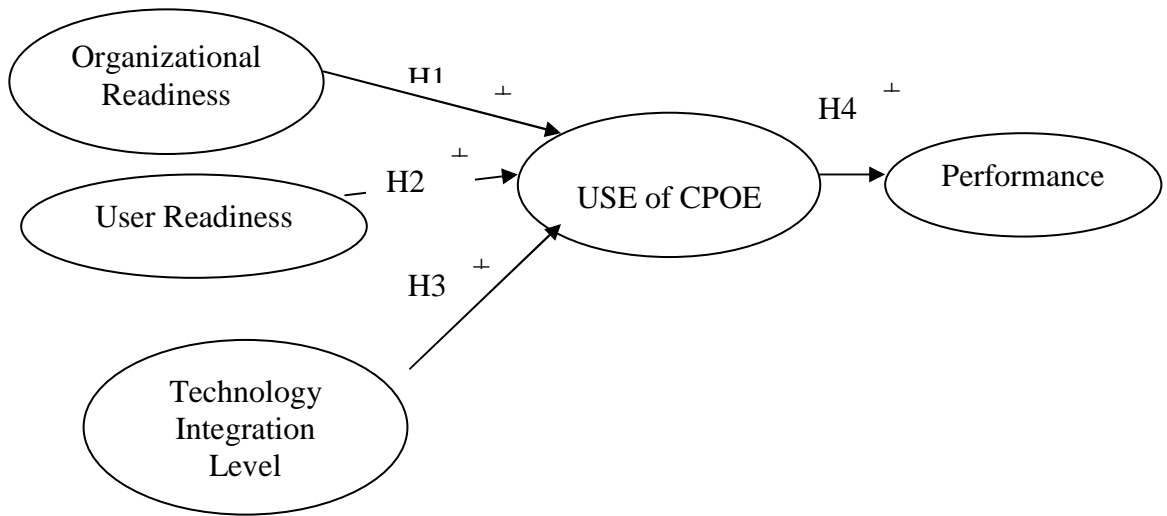 Organizational
Readiness
H1
+
H4
+
User Readiness
H2
+
USE of CPOE
Performance
H3
+
Technology
Integration
Level